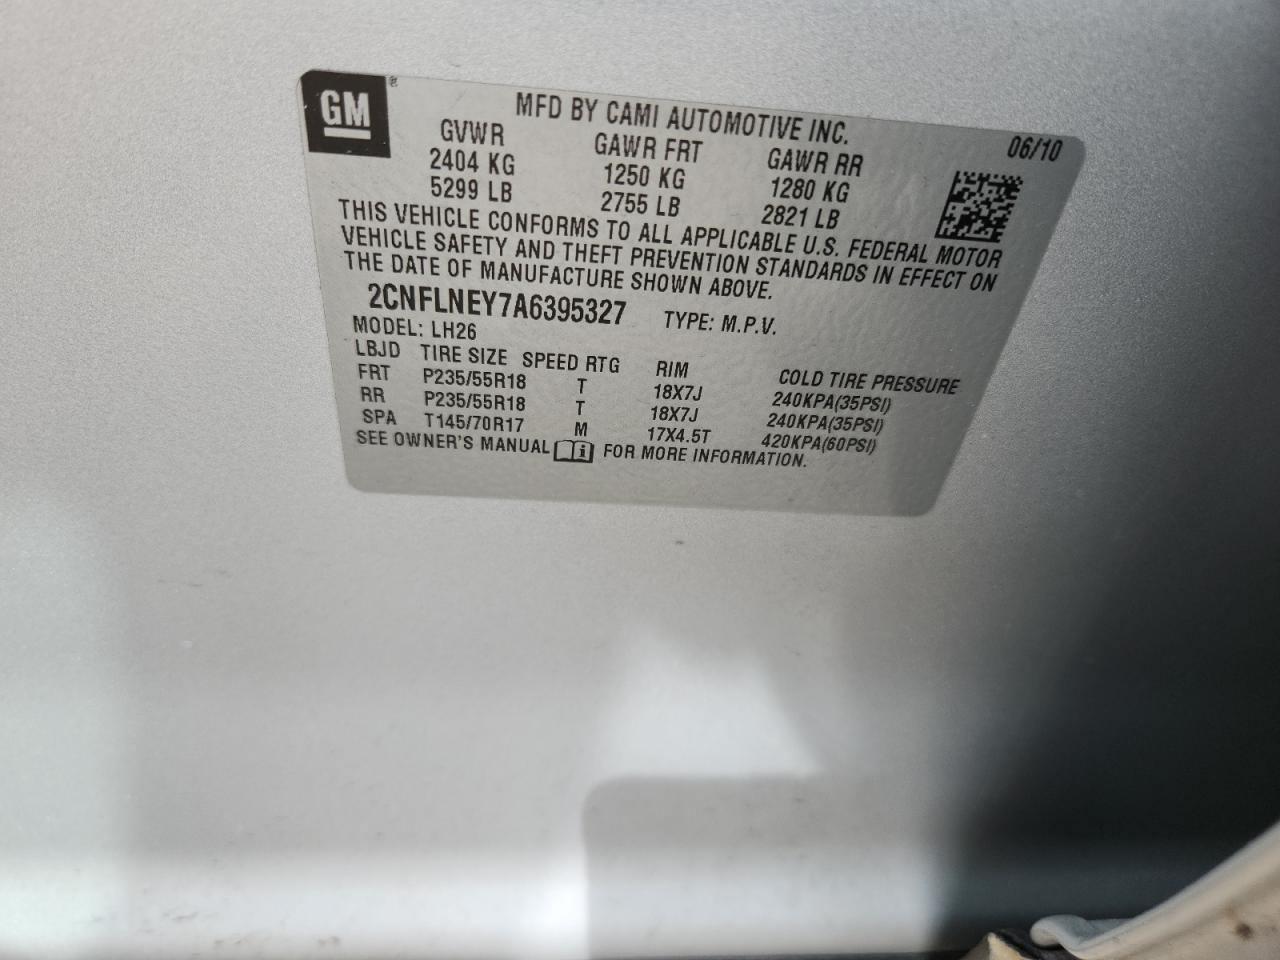 GM®
MFD BY CAMI AUTOMOTIVE INC.
06/10
GVWR GAWR FRT GAWR RR
2404 KG 1250 KG 1280 KG
5299 LB 2755 LB 2821 LB
THIS VEHICLE CONFORMS TO ALL APPLICABLE U.S. FEDERAL MOTOR
VEHICLE SAFETY AND THEFT PREVENTION STANDARDS IN EFFECT ON
THE DATE OF MANUFACTURE SHOWN ABOVE.
2CNFLNEY7A6395327 TYPE: M.P.V.
MODEL: LH26
LBJD TIRE SIZE SPEED RTG RIM COLD TIRE PRESSURE
FRT P235/55R18 T 18X7J 240KPA(35PSI)
RR P235/55R18 T 18X7J 240KPA(35PSI)
SPA T145/70R17 M 17X4.5T 420KPA(60PSI)
SEE OWNER'S MANUAL i FOR MORE INFORMATION.